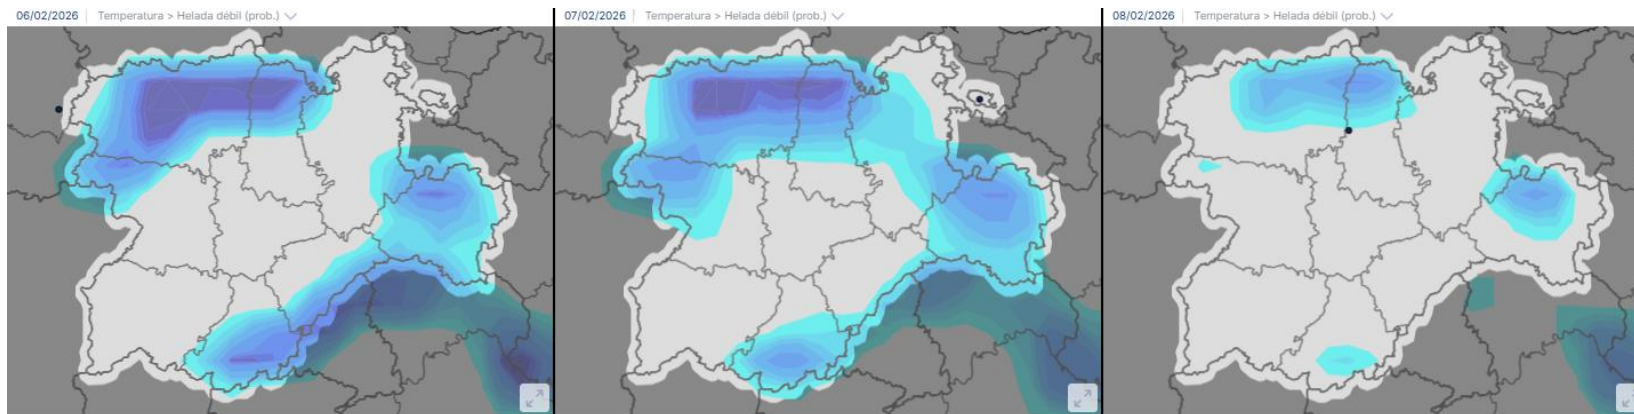 06/02/2026 Temperatura > Helada débil (prob.)
07/02/2026 Temperatura > Helada débil (prob.)
08/02/2026 Temperatura > Helada débil (prob.)